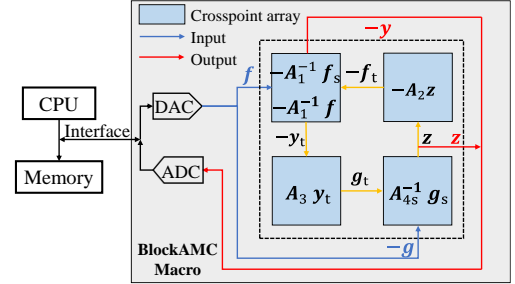 Crosspoint array
Input
Output
−y
CPU
Interface
Memory
DAC
ADC
f
−A₁⁻¹ fₛ
−A₁⁻¹ f
−fₜ
−A₂z
−yₜ
z
z
A₃ yₜ
gₜ
A₄ₛ⁻¹ gₛ
−g
BlockAMC
Macro